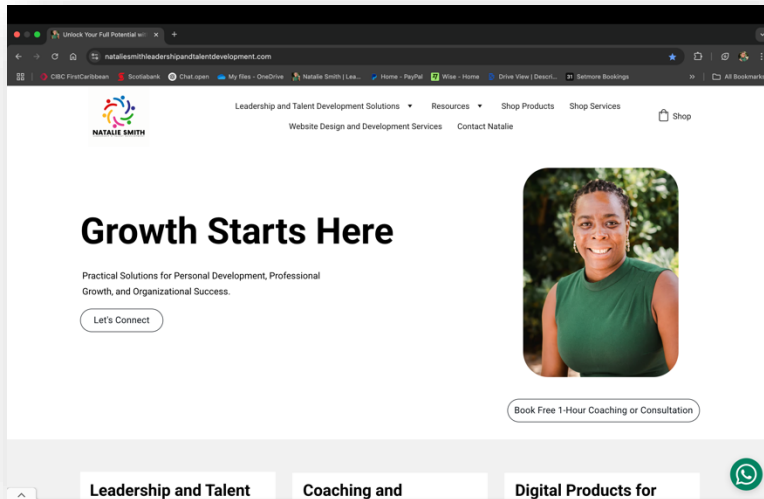 Unlock Your Full Potential wit
nataliesmithleadershipandtalentdevelopment.com
CIBC FirstCaribbean Scotiabank Chat.open My files - OneDrive Natalie Smith | Lea... Home - PayPal Wise - Home Drive View | Descri... Setmore Bookings » All Bookmarks
Leadership and Talent Development Solutions Resources Shop Products Shop Services
NATALIE SMITH
Website Design and Development Services Contact Natalie
Shop
Growth Starts Here
Practical Solutions for Personal Development, Professional
Growth, and Organizational Success.
Let's Connect
Book Free 1-Hour Coaching or Consultation
Leadership and Talent
Coaching and
Digital Products for